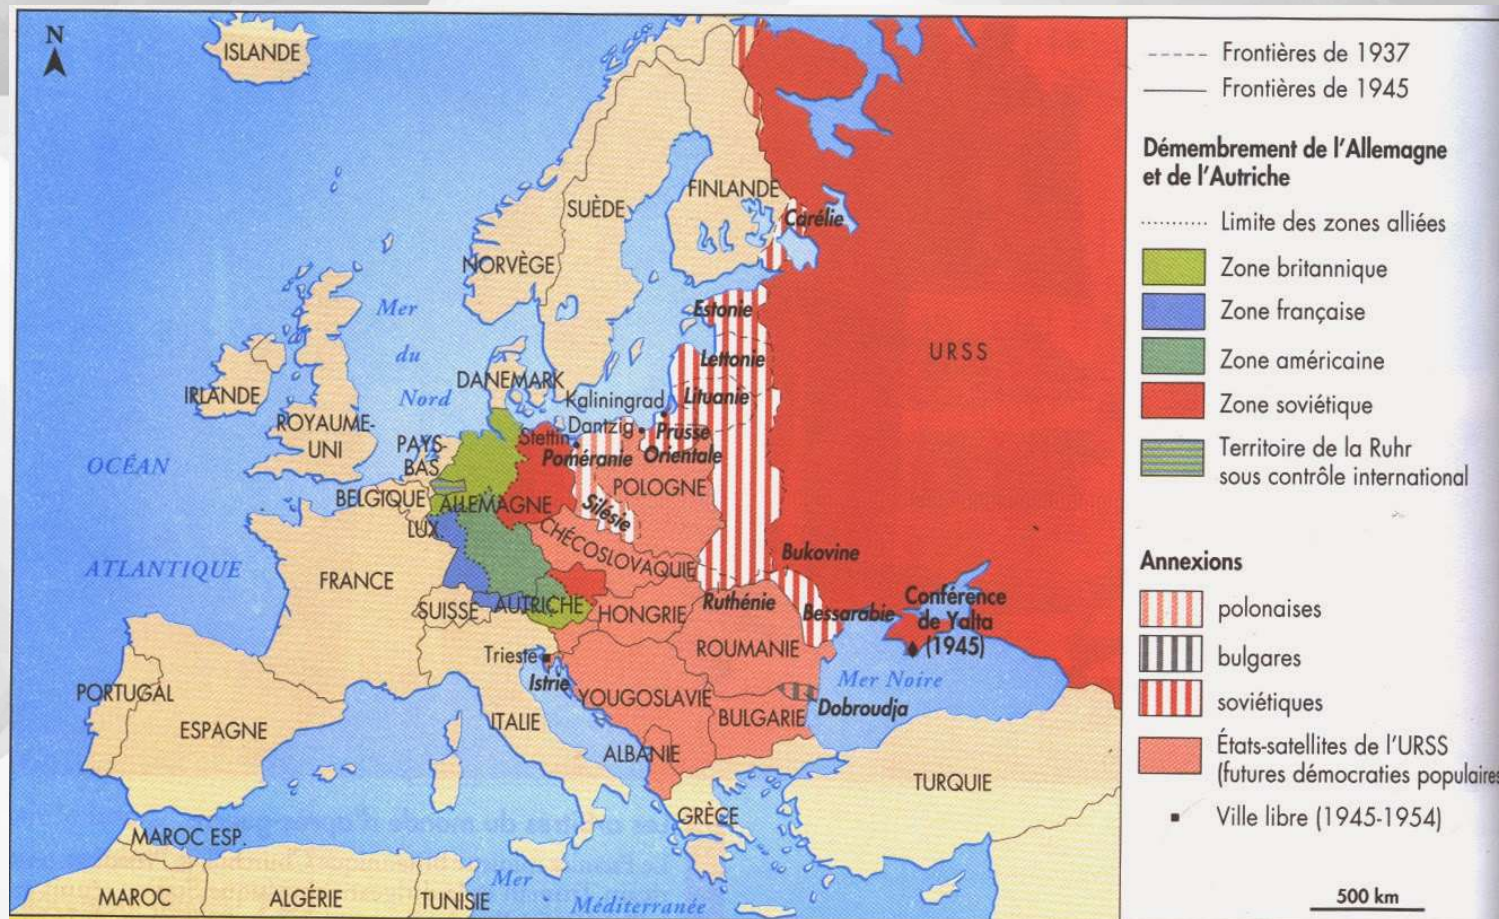 N
ISLANDE
FINLANDE
SUÈDE
Carélie
NORVÈGE
Mer
du
Nord
Estonie
Lettonie
URSS
DANEMARK
Lituanie
IRLANDE
Kaliningrad
ROYAUME-
UNI
Dantzig
Prusse
Orientale
PAYS-
BAS
Stettin
Poméranie
OCÉAN
ATLANTIQUE
BELGIQUE
ALLEMAGNE
POLOGNE
Silésie
LUX.
CHÉCOSLOVAQUIE
Bukovine
FRANCE
SUISSE
AUTRICHE
HONGRIE
Ruthénie
Bessarabie
Conférence
de Yalta
(1945)
ROUMANIE
Trieste
Istrie
Mer Noire
PORTUGAL
ESPAGNE
ITALIE
YOUGOSLAVIE
BULGARIE
Dobroudja
ALBANIE
TURQUIE
GRÈCE
MAROC ESP.
MAROC
ALGÉRIE
TUNISIE
Mer
Méditerranée
Frontières de 1937
Frontières de 1945
Démembrement de l'Allemagne
et de l'Autriche
Limite des zones alliées
Zone britannique
Zone française
Zone américaine
Zone soviétique
Territoire de la Ruhr
sous contrôle international
Annexions
polonaises
bulgares
soviétiques
États-satellites de l'URSS
(futures démocraties populaires
Ville libre (1945-1954)
500 km